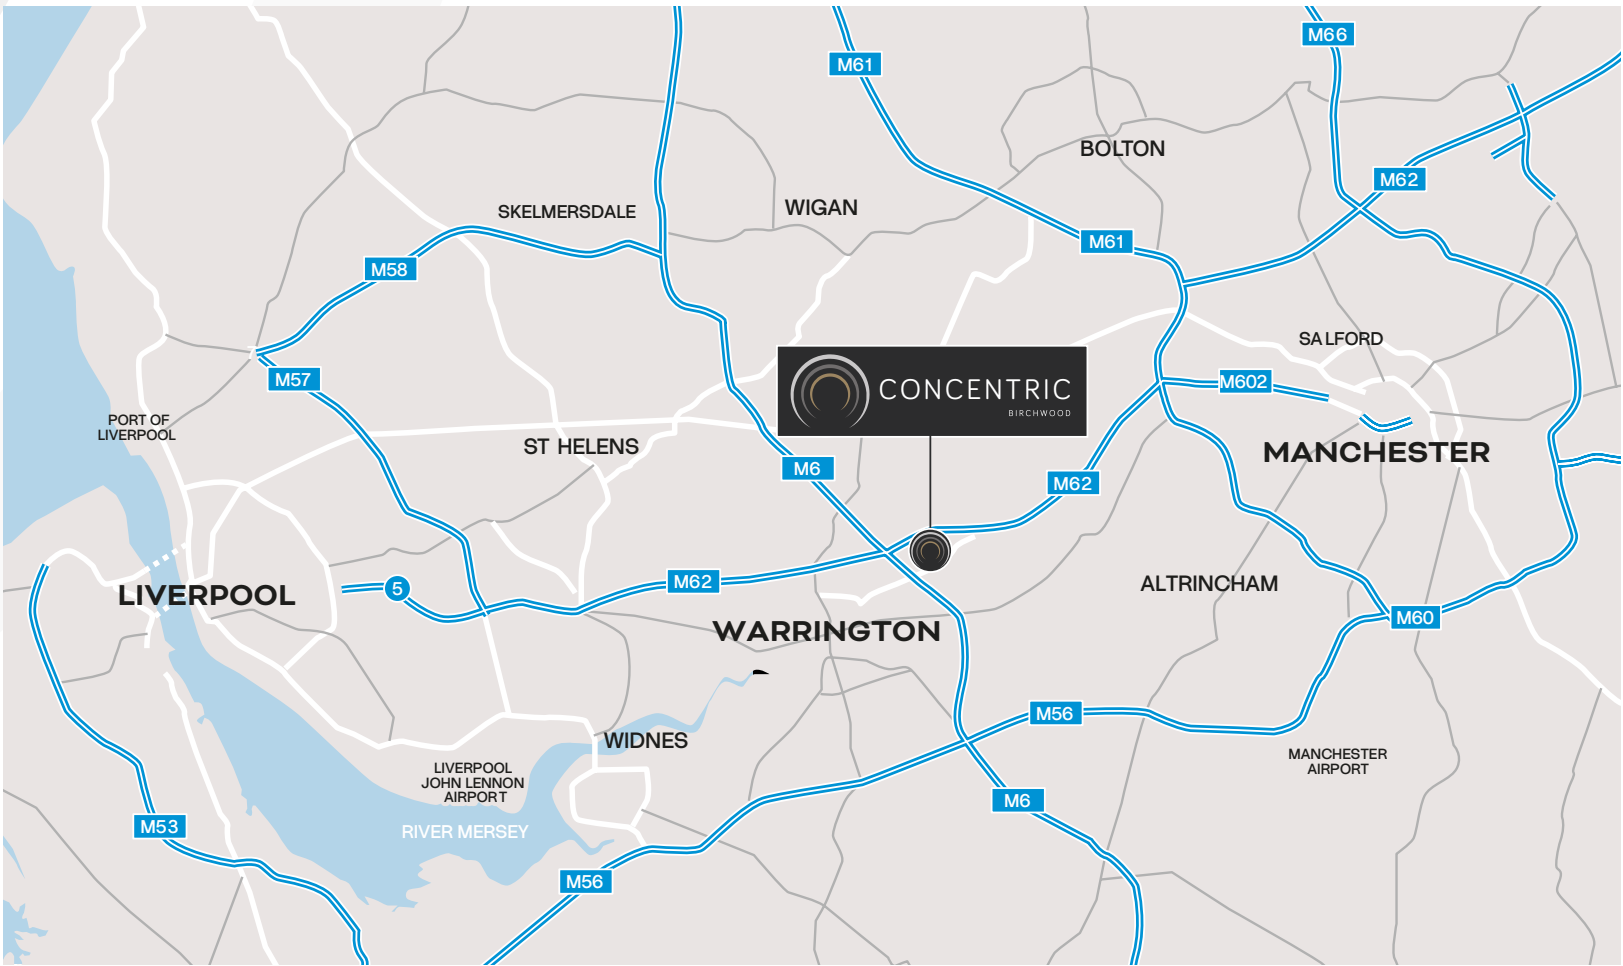 M66
M61
BOLTON
M62
SKELMERSDALE
WIGAN
M61
M58
SALFORD
M57
M602
CONCENTRIC
BIRCHWOOD
PORT OF
LIVERPOOL
ST HELENS
MANCHESTER
M6
M62
M62
5
ALTRINCHAM
LIVERPOOL
M60
WARRINGTON
M56
WIDNES
MANCHESTER
AIRPORT
LIVERPOOL
JOHN LENNON
AIRPORT
M6
M53
RIVER MERSEY
M56